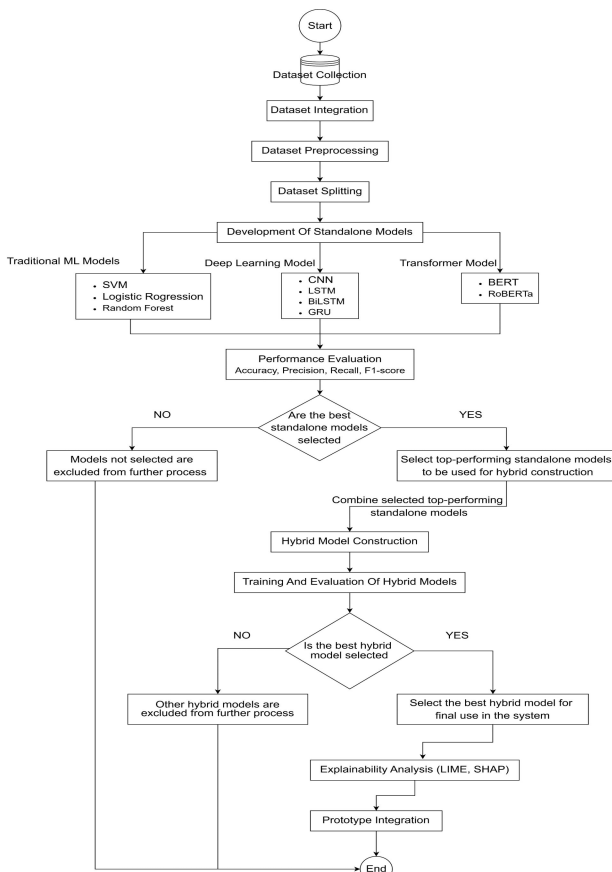 Start
Dataset Collection
Dataset Integration
Dataset Preprocessing
Dataset Splitting
Development Of Standalone Models
Traditional ML Models
Deep Learning Model
Transformer Model
• SVM
• Logistic Rogression
• Random Forest
• CNN
• LSTM
• BiLSTM
• GRU
• BERT
• RoBERTa
Performance Evaluation
Accuracy, Precision, Recall, F1-score
NO
Are the best
standalone models
selected
YES
Models not selected are
excluded from further process
Select top-performing standalone models
to be used for hybrid construction
Combine selected top-performing
standalone models
Hybrid Model Construction
Training And Evaluation Of Hybrid Models
NO
Is the best hybrid
model selected
YES
Other hybrid models are
excluded from further process
Select the best hybrid model for
final use in the system
Explainability Analysis (LIME, SHAP)
Prototype Integration
End